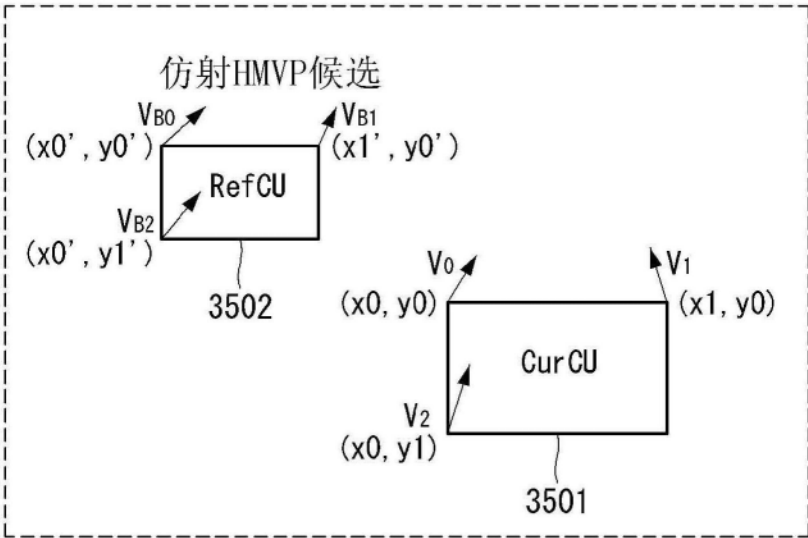 仿射HMVP候选
VB0
VB1
(x0', y0')
(x1', y0')
RefCU
VB2
(x0', y1')
3502
V0
V1
(x0, y0)
(x1, y0)
CurCU
V2
(x0, y1)
3501